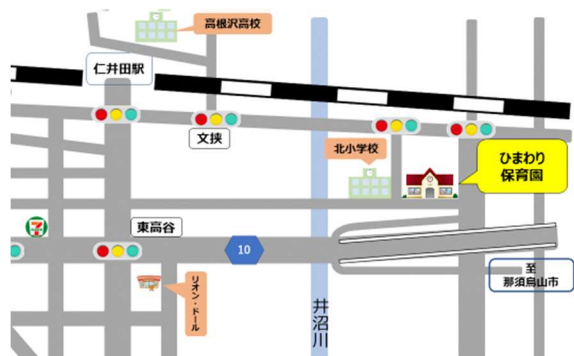 高根沢高校
仁井田駅
文挟
北小学校
ひまわり
保育園
東高谷
10
7
リオン・ドール
井沼川
至
那須烏山市